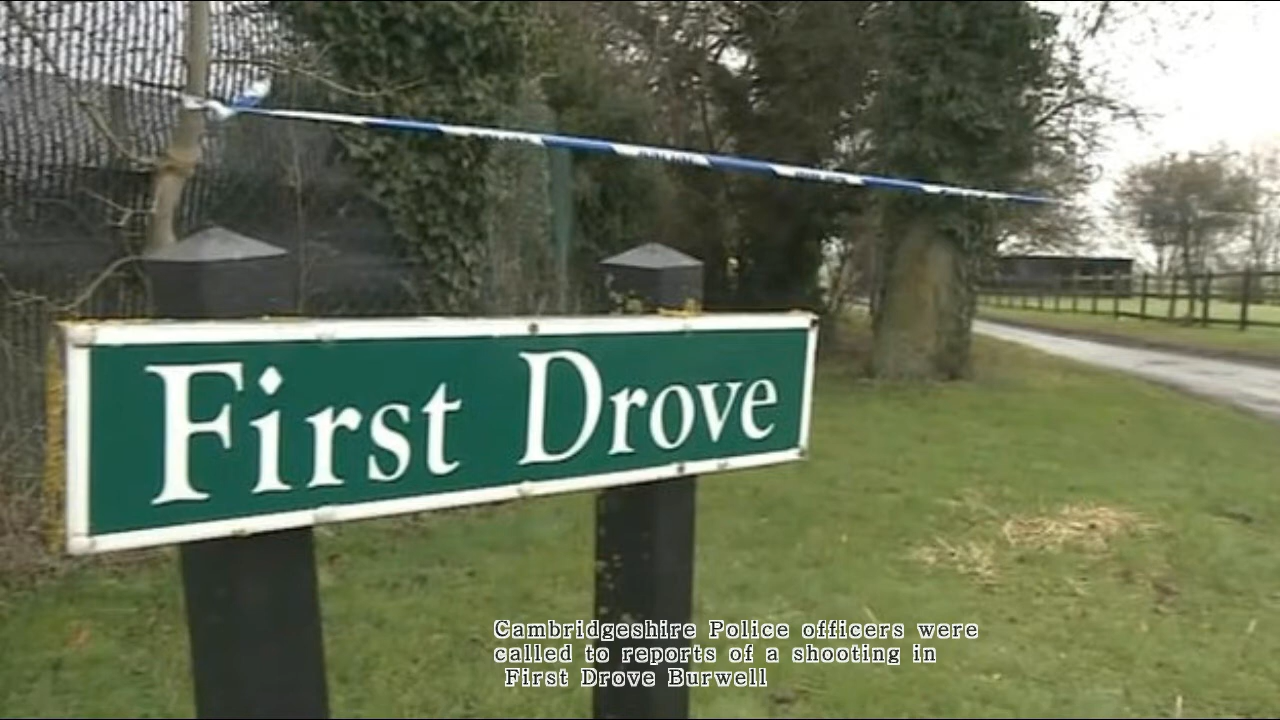 First Drove
Cambridgeshire Police officers were
called to reports of a shooting in
First Drove Burwell